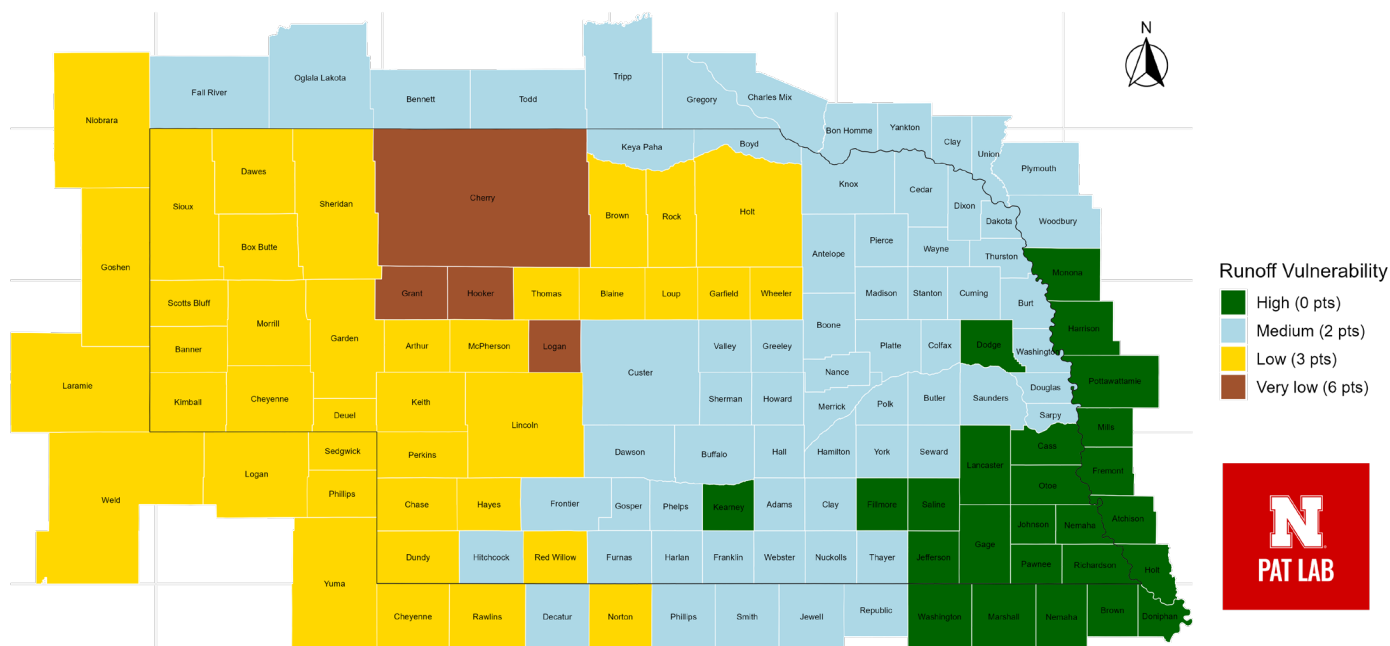 N
Tripp
Oglala Lakota
Fall River
Bennett
Todd
Gregory
Charles Mix
Niobrara
Bon Homme
Yankton
Clay
Union
Keya Paha
Boyd
Plymouth
Dawes
Cherry
Knox
Cedar
Sioux
Sheridan
Brown
Rock
Holt
Dixon
Dakota
Woodbury
Box Butte
Pierce
Wayne
Antelope
Thurston
Goshen
Monona
Runoff Vulnerability
Scotts Bluff
Grant
Hooker
Thomas
Blaine
Loup
Garfield
Wheeler
Madison
Stanton
Cuming
Burt
High (0 pts)
Morrill
Boone
Harrison
Medium (2 pts)
Banner
Garden
Arthur
McPherson
Logan
Valley
Greeley
Platte
Colfax
Dodge
Washington
Low (3 pts)
Custer
Nance
Laramie
Pottawattamie
Very low (6 pts)
Kimball
Cheyenne
Deuel
Keith
Sherman
Howard
Merrick
Polk
Butler
Saunders
Douglas
Sarpy
Lincoln
Mills
Sedgwick
Perkins
Dawson
Buffalo
Hall
Hamilton
York
Seward
Cass
Logan
Lancaster
Fremont
Weld
Phillips
Otoe
Chase
Hayes
Frontier
Gosper
Phelps
Kearney
Adams
Clay
Fillmore
Saline
Johnson
Nemaha
Atchison
N
Dundy
Hitchcock
Red Willow
Furnas
Harlan
Franklin
Webster
Nuckolls
Thayer
Jefferson
Gage
Pawnee
Richardson
Holt
PAT LAB
Yuma
Cheyenne
Rawlins
Decatur
Norton
Phillips
Smith
Jewell
Republic
Washington
Marshall
Nemaha
Brown
Doniphan